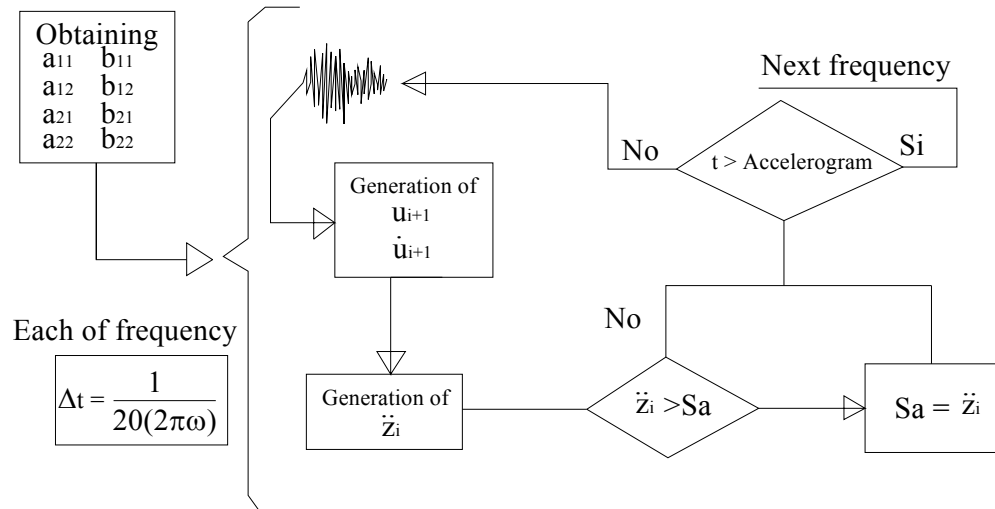 Obtaining
a11 b11
a12 b12
a21 b21
a22 b22
Each of frequency
Δt = 1
20(2πω)
Generation of
ui+1
u̇i+1
Generation of
z̈i
No
z̈i >Sa
Sa = z̈i
Next frequency
No
t > Accelerogram
Si